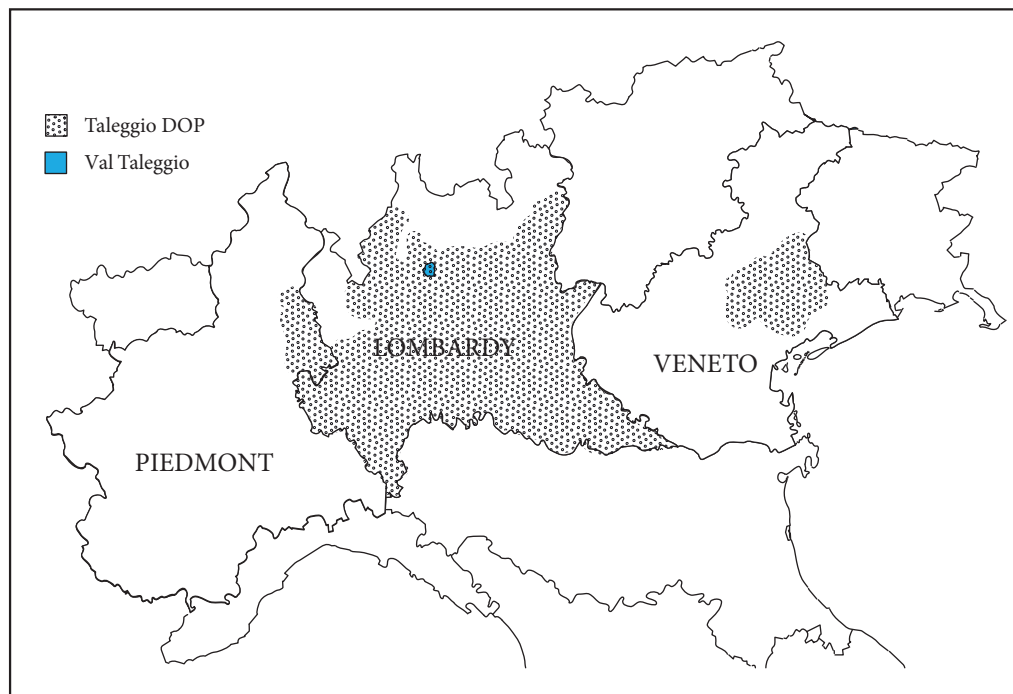 Taleggio DOP
Val Taleggio
LOMBARDY
VENETO
PIEDMONT